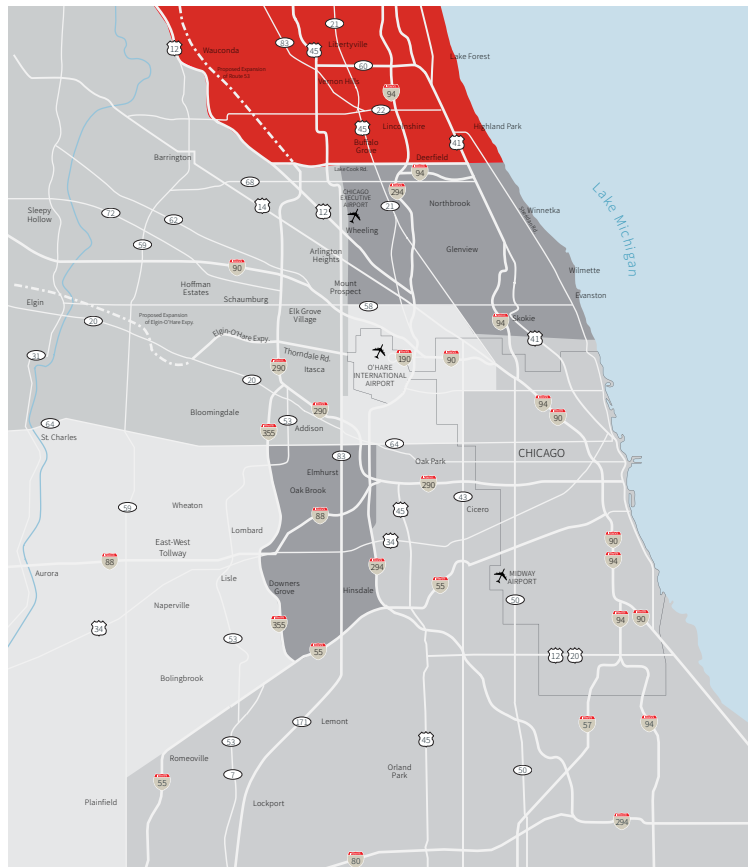 21
83
Libertyville
12
45
Wauconda
Lake Forest
60
Proposed Expansion
of Route 53
Vernon Hills
94
22
45
Lincolnshire
Highland Park
41
Buffalo
Grove
Barrington
Deerfield
Lake Cook Rd.
94
68
294
CHICAGO
EXECUTIVE
AIRPORT
14
12
21
Northbrook
Lake Michigan
Sleepy
Hollow
72
62
Winnetka
Wheeling
59
Arlington
Heights
Glenview
90
Wilmette
Hoffman
Estates
Mount
Prospect
Evanston
Elgin
Schaumburg
58
Elk Grove
Village
Proposed Expansion
of Elgin-O'Hare Expy.
20
94
Skokie
Elgin-O'Hare Expy.
41
31
Thorndale Rd.
190
90
290
Itasca
O'HARE
INTERNATIONAL
AIRPORT
20
94
290
90
Bloomingdale
53
64
355
Addison
St. Charles
64
83
Oak Park
CHICAGO
Elmhurst
290
Oak Brook
43
59
Wheaton
88
45
Cicero
Lombard
34
90
East-West
Tollway
88
94
294
Aurora
Lisle
MIDWAY
AIRPORT
Downers
Grove
55
Hinsdale
50
Naperville
355
94
90
34
53
55
12
20
Bolingbrook
171
Lemont
57
94
53
45
Romeoville
Orland
Park
7
50
55
Plainfield
Lockport
294
80